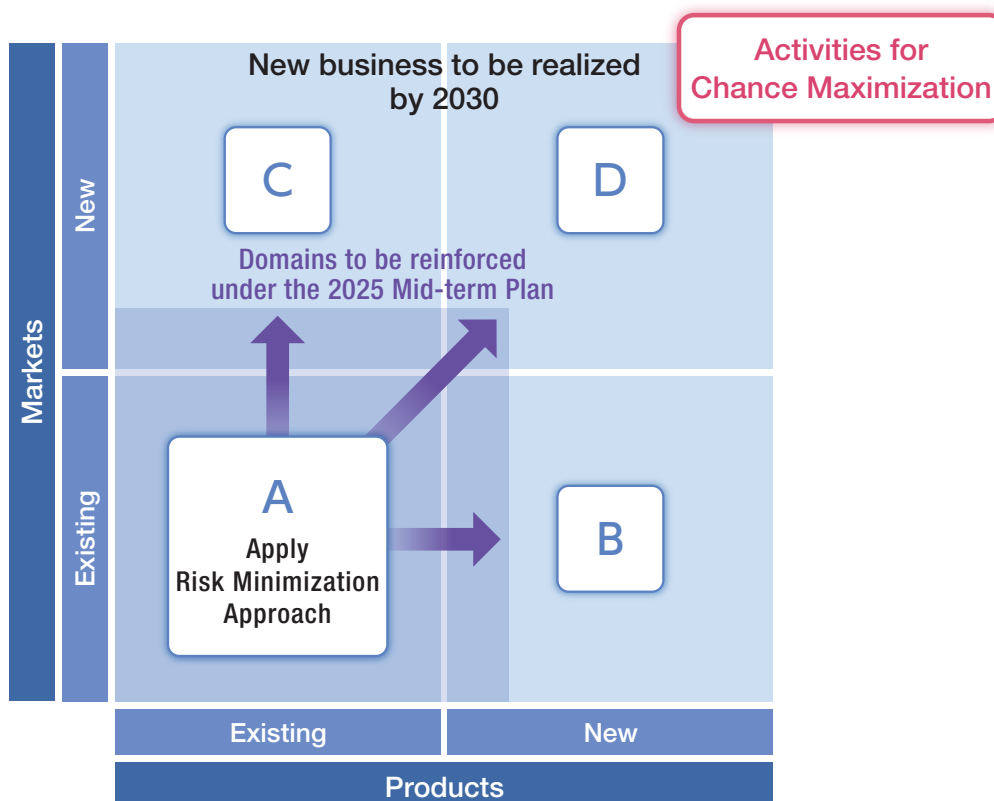 Activities for
Chance Maximization
New business to be realized
by 2030
C
D
Domains to be reinforced
under the 2025 Mid-term Plan
Markets
New
Existing
A
Apply
Risk Minimization
Approach
B
Existing
New
Products